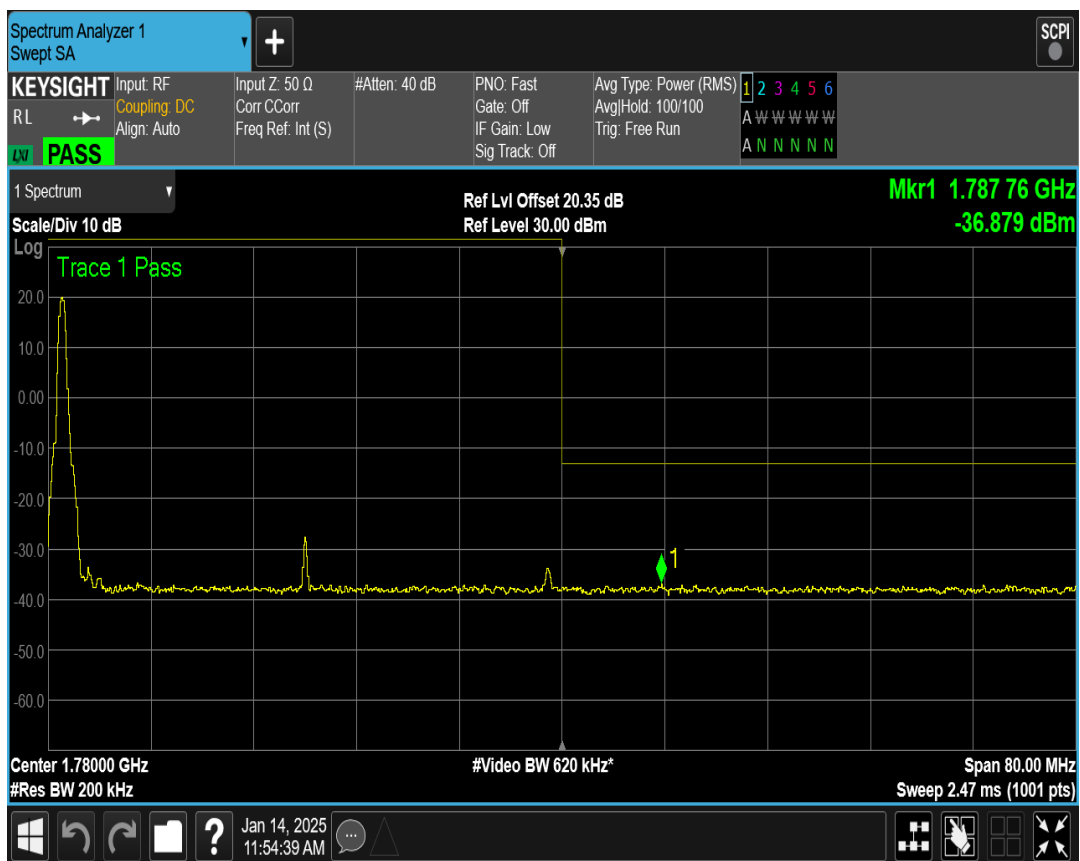 Spectrum Analyzer 1
Swept SA
+
SCPI
KEYSIGHT
RL
LXI PASS
Input: RF
Coupling: DC
Align: Auto
Input Z: 50 Ω
Corr CCorr
Freq Ref: Int (S)
#Atten: 40 dB
PNO: Fast
Gate: Off
IF Gain: Low
Sig Track: Off
Avg Type: Power (RMS)
Avg|Hold: 100/100
Trig: Free Run
1 2 3 4 5 6
A W W W W W
A N N N N N
1 Spectrum
Scale/Div 10 dB
Ref Lvl Offset 20.35 dB
Ref Level 30.00 dBm
Mkr1 1.787 76 GHz
-36.879 dBm
Log
Trace 1 Pass
20.0
10.0
0.00
-10.0
-20.0
-30.0
1
-40.0
-50.0
-60.0
Center 1.78000 GHz
#Res BW 200 kHz
#Video BW 620 kHz*
Span 80.00 MHz
Sweep 2.47 ms (1001 pts)
?
Jan 14, 2025
11:54:39 AM